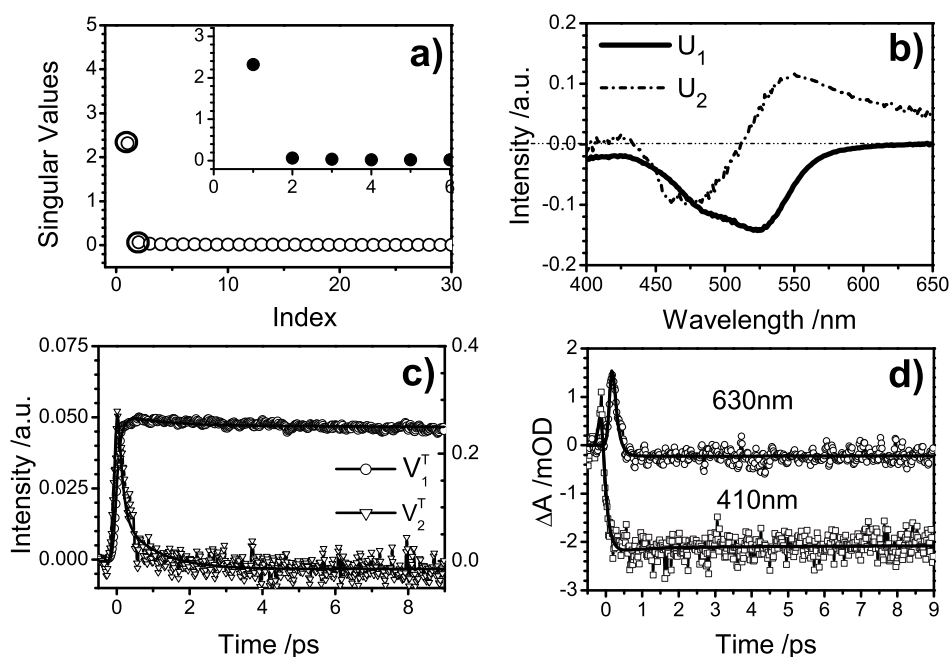 a)
Singular Values
5
4
3
2
1
0
3
2
1
0
0 2 4 6
0 10 20 30
Index
b)
U1
U2
Intensity /a.u.
0.2
0.1
0.0
-0.1
-0.2
400 450 500 550 600 650
Wavelength /nm
c)
Intensity /a.u.
0.075
0.050
0.025
0.000
0.4
0.3
0.2
0.1
0.0
V1T
V2T
0 2 4 6 8
Time /ps
d)
ΔA /mOD
2
1
0
-1
-2
-3
630nm
410nm
0 1 2 3 4 5 6 7 8 9
Time /ps